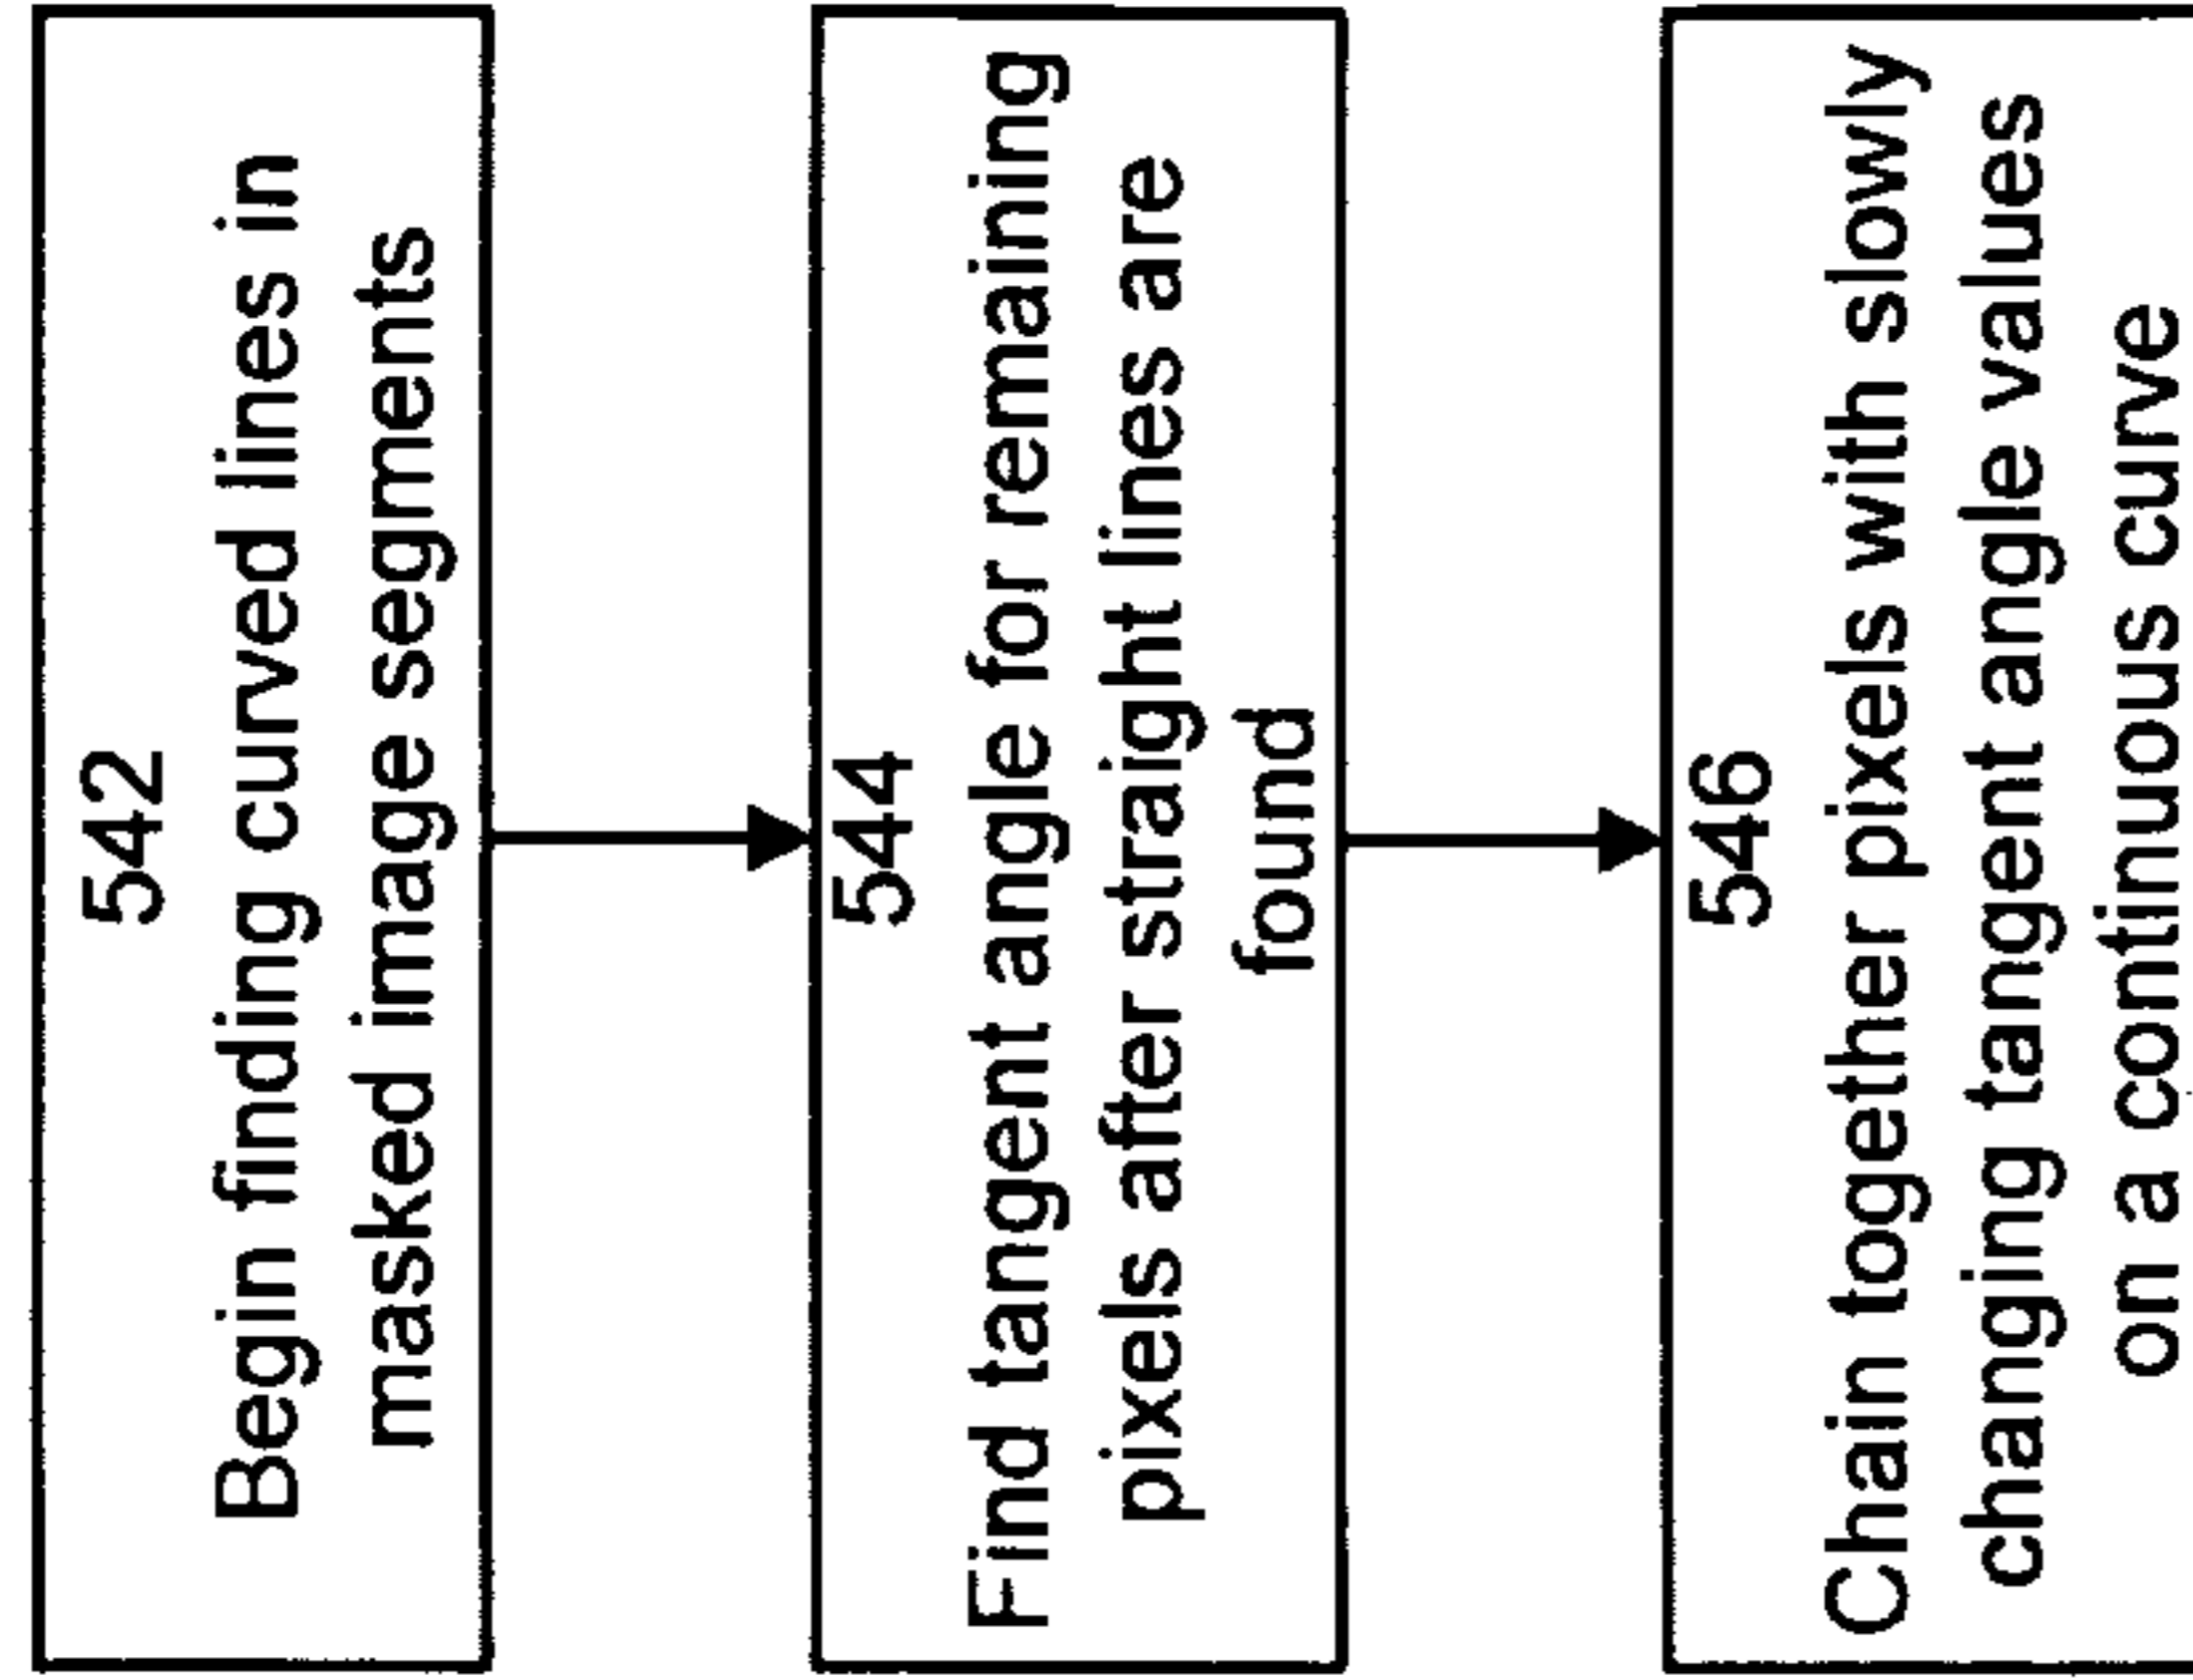 542
Begin finding curved lines in
masked image segments
544
Find tangent angle for remaining
pixels after straight lines are
found
546
Chain together pixels with slowly
changing tangent angle values
on a continuous curve